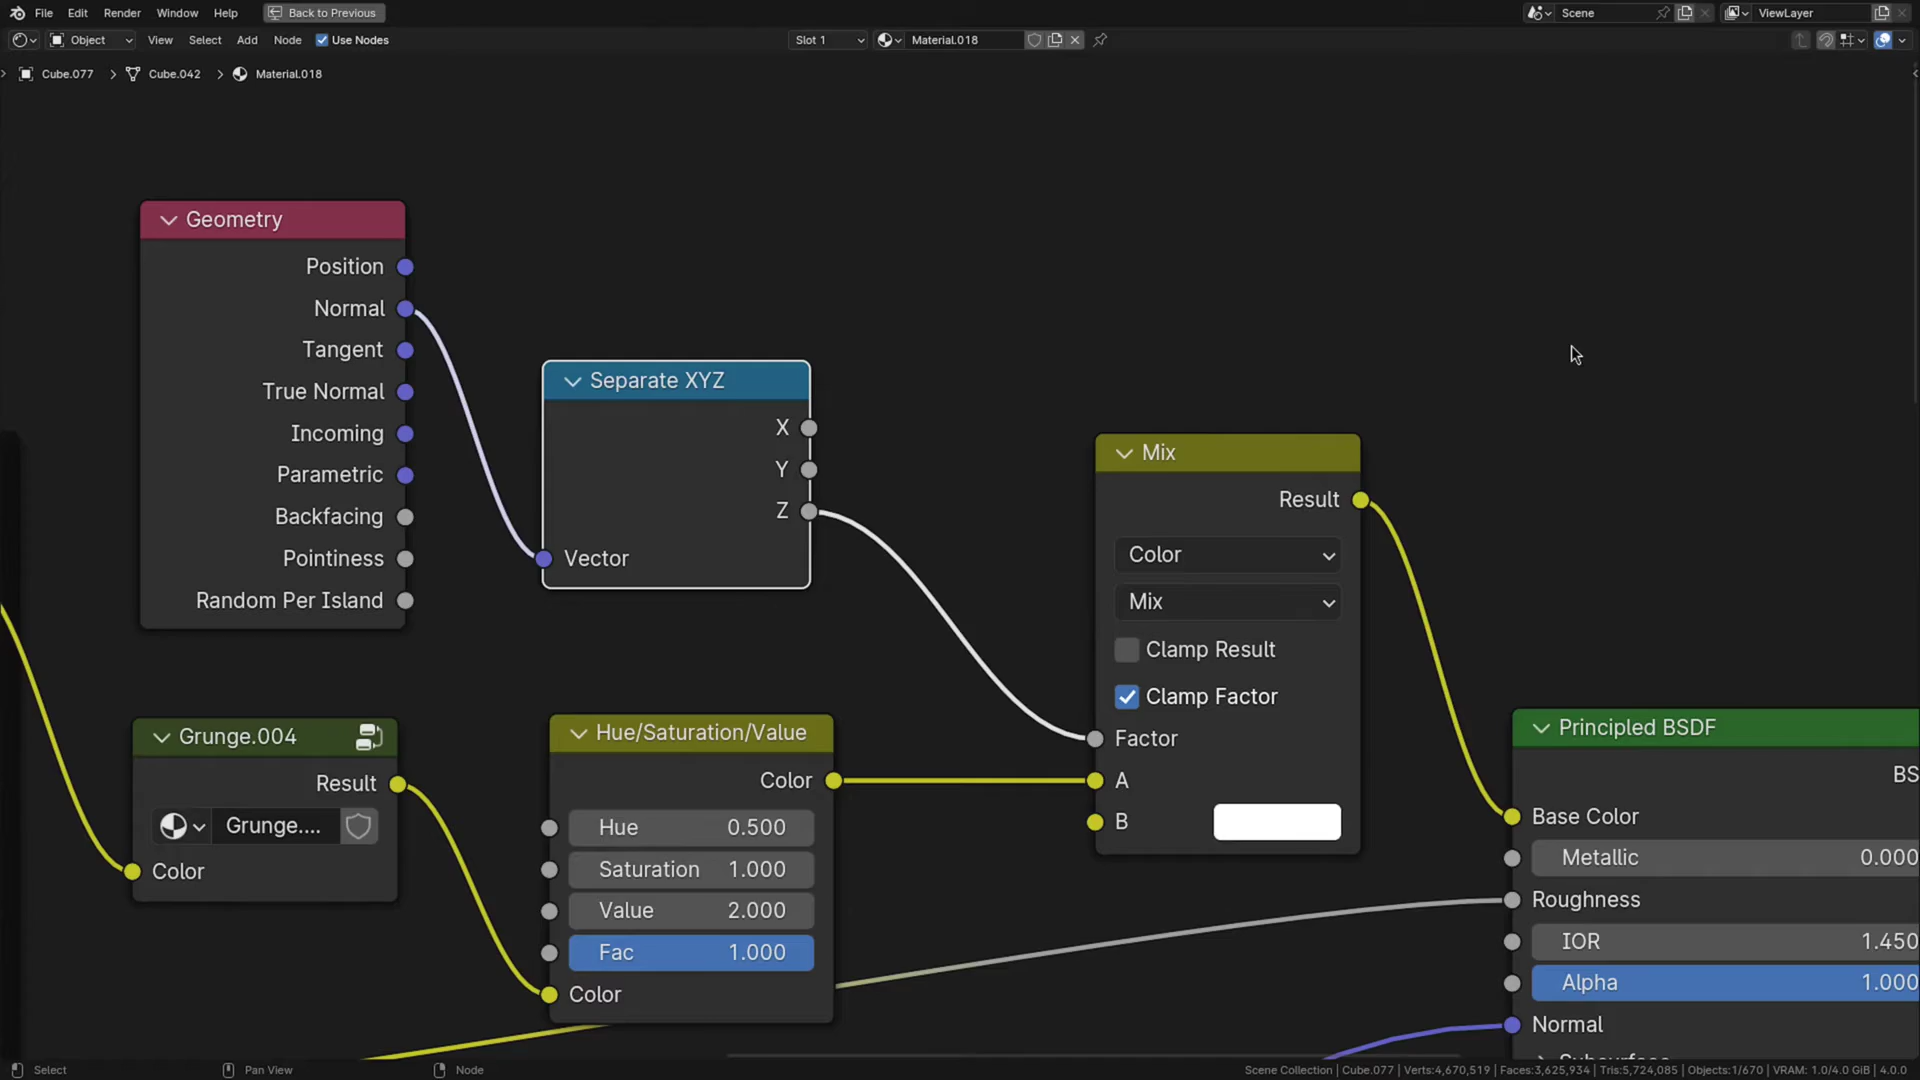 File Edit Render Window Help Back to Previous Scene ViewLayer
Object View Select Add Node Use Nodes Slot 1 Material.018
Cube.077 Cube.042 Material.018
Geometry
Position
Normal
Tangent
True Normal
Incoming
Parametric
Backfacing
Pointiness
Random Per Island
Separate XYZ
X
Y
Z
Vector
Mix
Result
Color
Mix
Clamp Result
Clamp Factor
Factor
A
B
Grunge.004
Result
Grunge....
Color
Hue/Saturation/Value
Color
Hue 0.500
Saturation 1.000
Value 2.000
Fac 1.000
Color
Principled BSDF
BS
Base Color
Metallic 0.000
Roughness
IOR 1.450
Alpha 1.000
Normal
Subsurface
Select Pan View Node Scene Collection | Cube.077 | Verts:4,670,519 | Faces:3,625,934 | Tris:5,724,085 | Objects:1/670 | VRAM: 1.0/4.0 GiB | 4.0.0